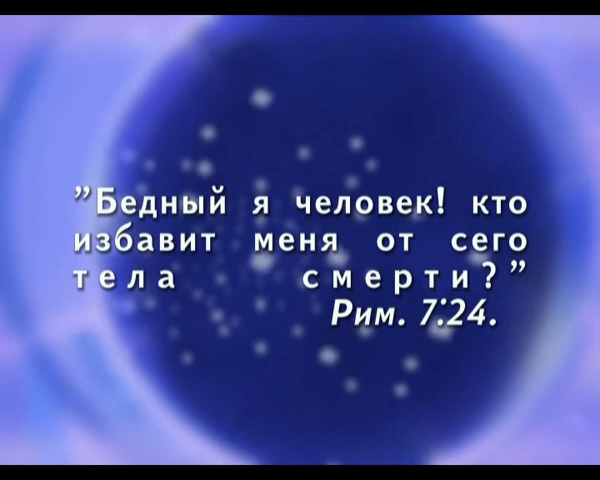 ”Бедный я человек! кто
избавит меня от сего
тела смерти?”
Рим. 7:24.